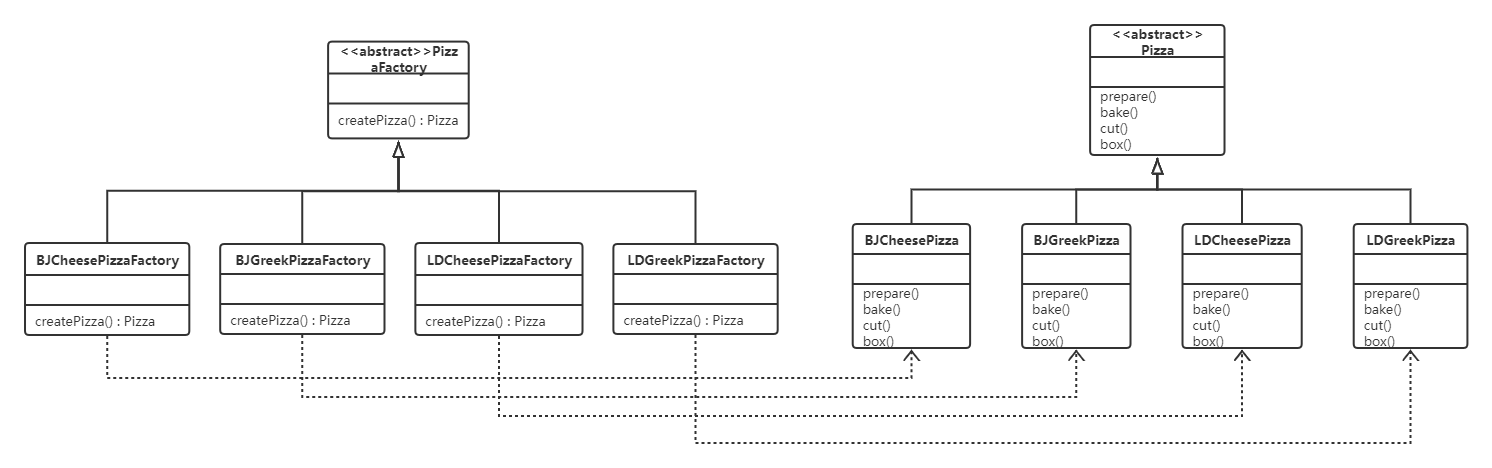 <<abstract>>Pizz
aFactory
createPizza() : Pizza
<<abstract>>
Pizza
prepare()
bake()
cut()
box()
BJCheesePizzaFactory
createPizza() : Pizza
BJGreekPizzaFactory
createPizza() : Pizza
LDCheesePizzaFactory
createPizza() : Pizza
LDGreekPizzaFactory
createPizza() : Pizza
BJCheesePizza
prepare()
bake()
cut()
box()
BJGreekPizza
prepare()
bake()
cut()
box()
LDCheesePizza
prepare()
bake()
cut()
box()
LDGreekPizza
prepare()
bake()
cut()
box()